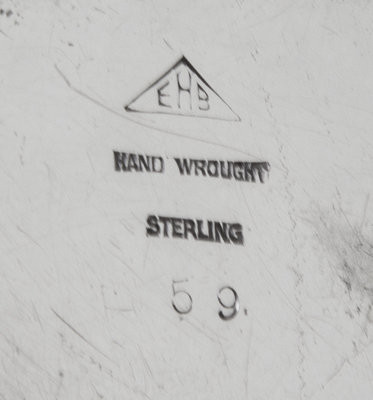 EHB
HAND WROUGHT
STERLING
59.